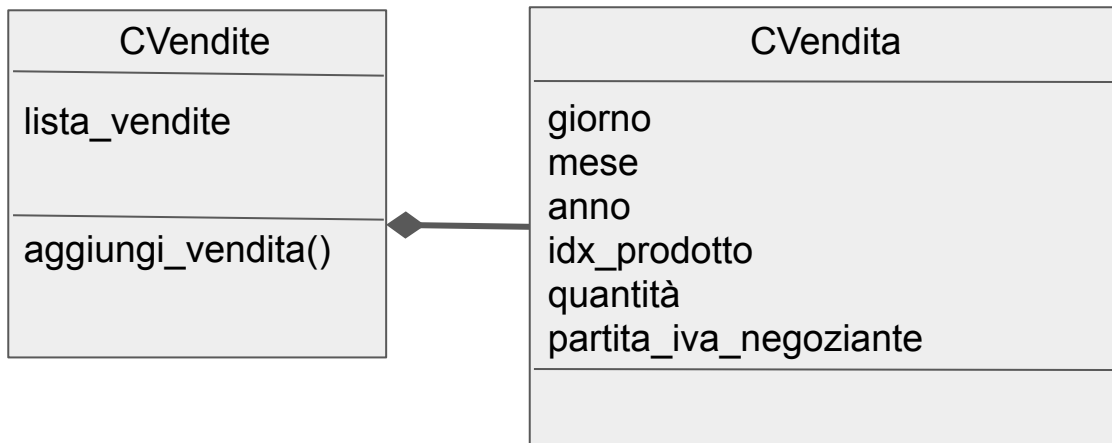 CVendite
lista_vendite
aggiungi_vendita()
CVendita
giorno
mese
anno
idx_prodotto
quantità
partita_iva_negoziante